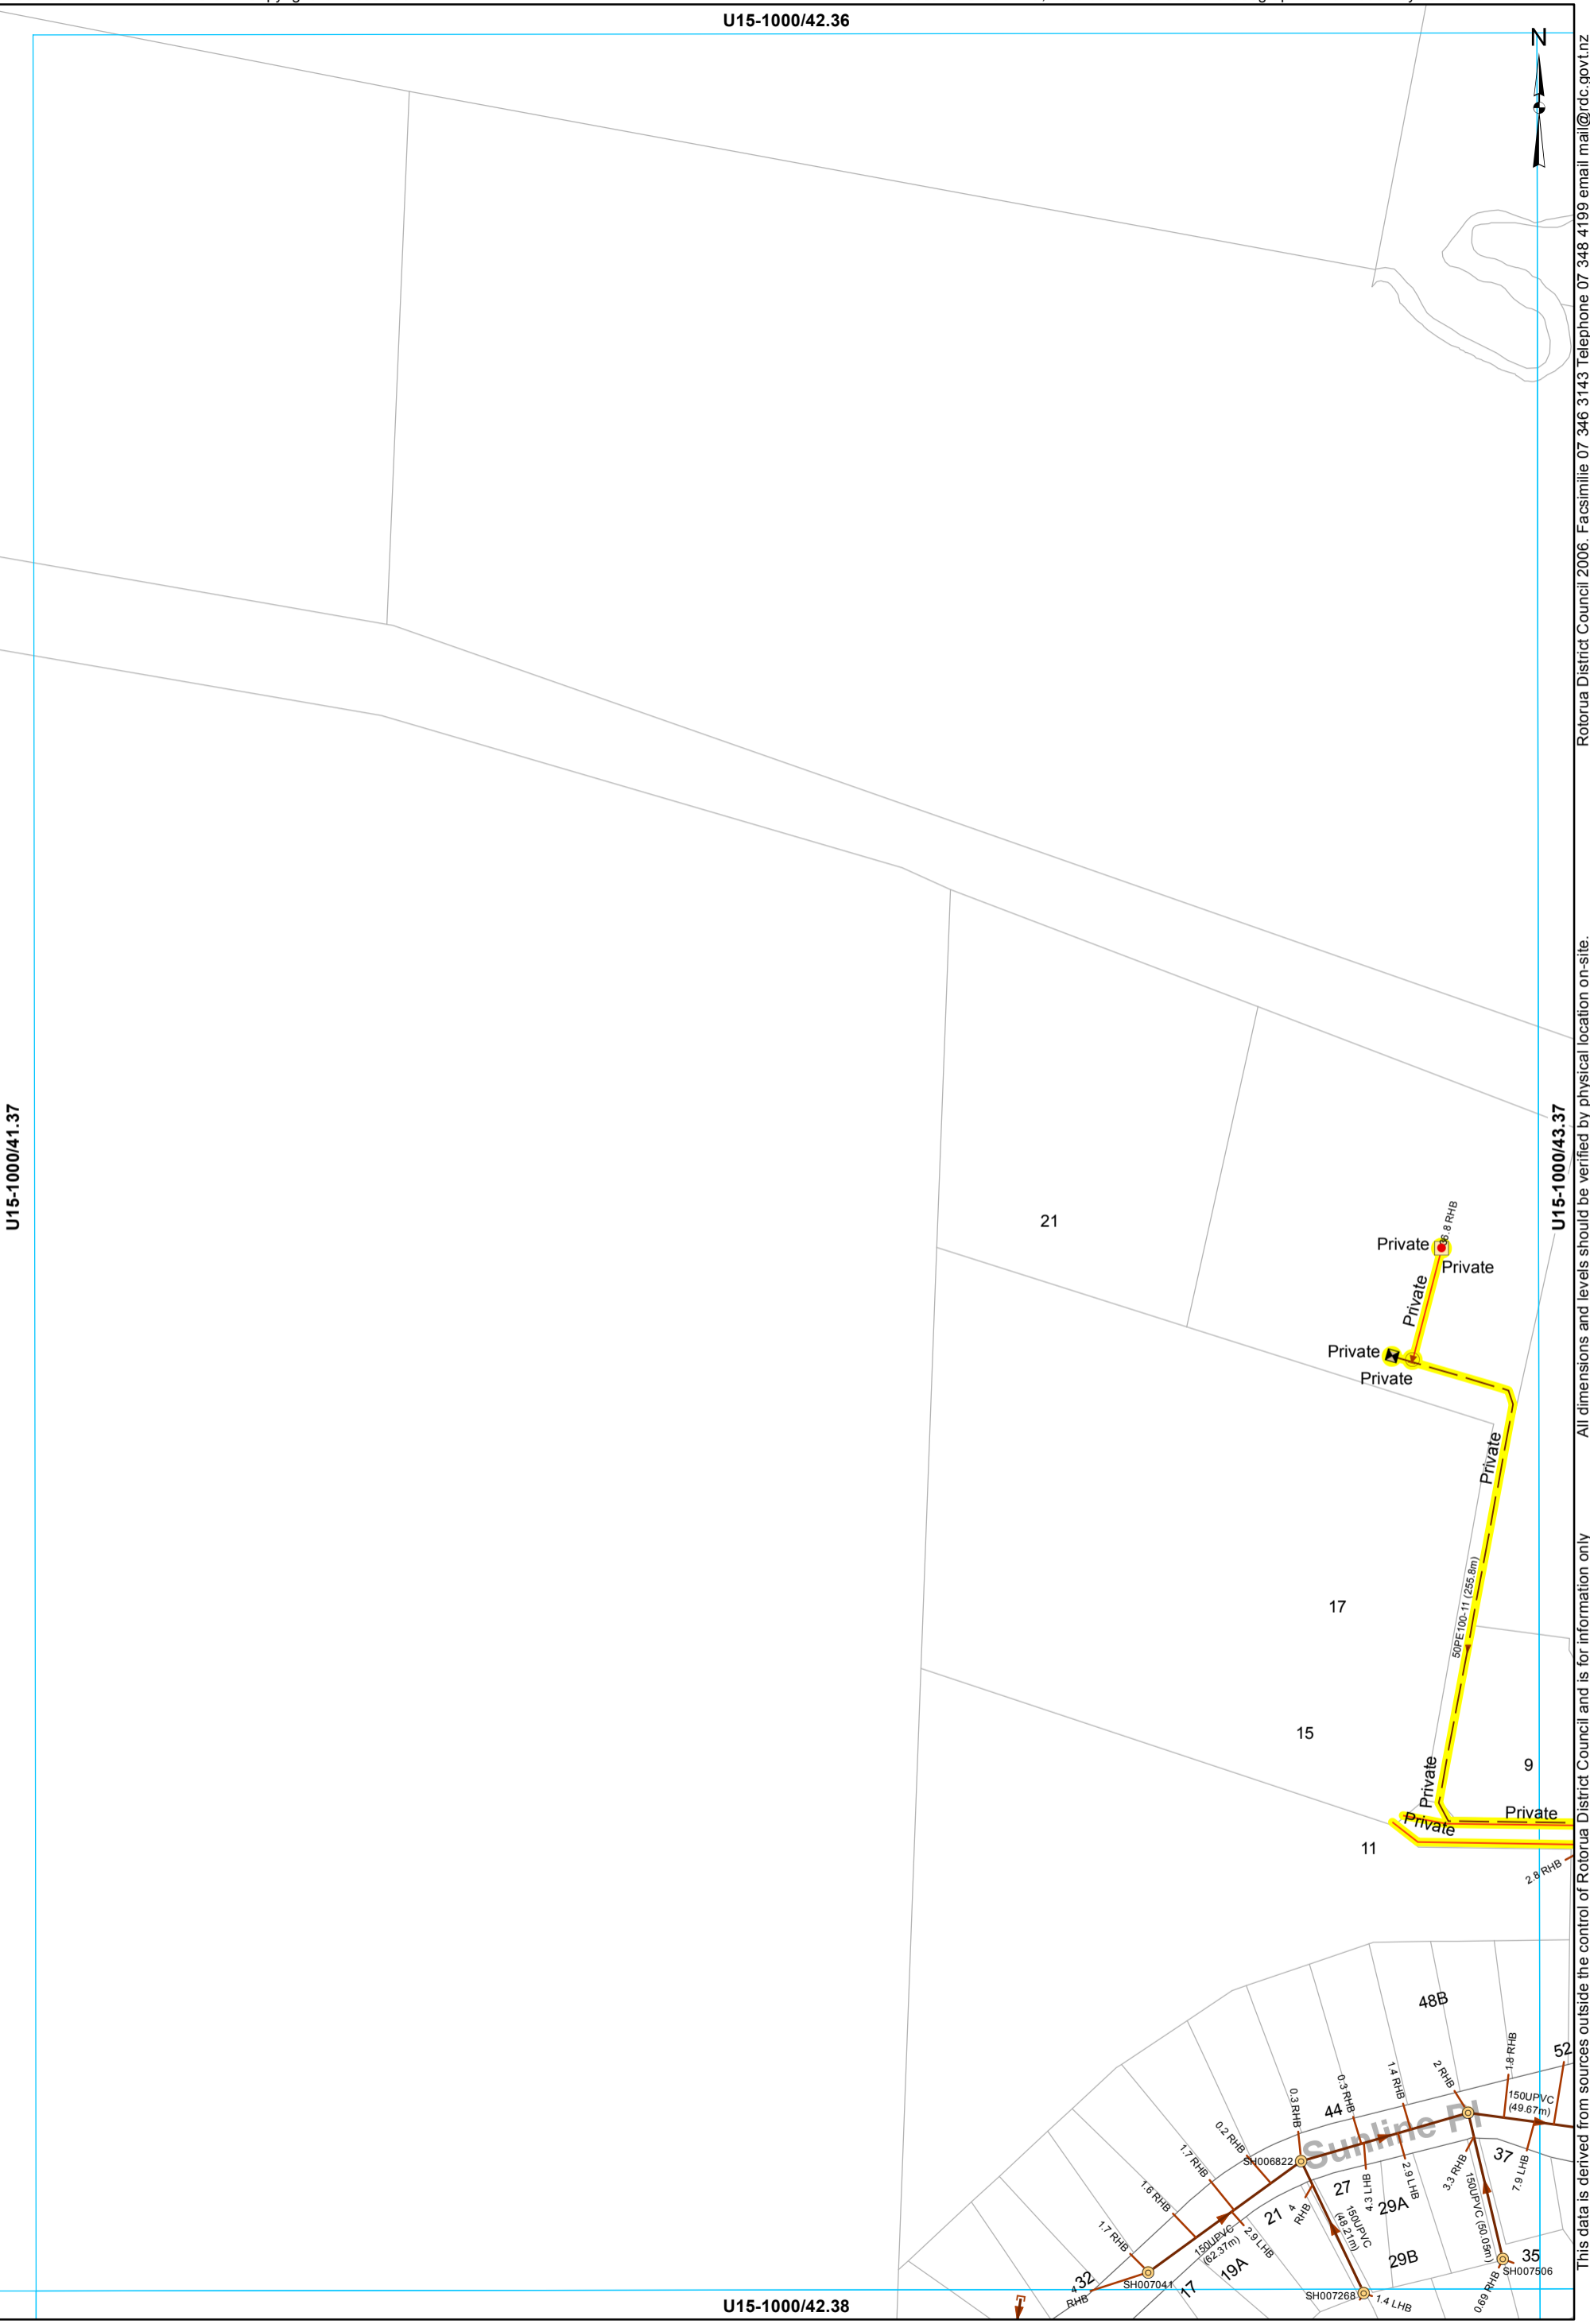 U15-1000/42.36
N
Rotorua District Council 2006. Facsimilie 07 346 3143 Telephone 07 348 4199 email mail@rdc.govt.nz
All dimensions and levels should be verified by physical location on-site.
This data is derived from sources outside the control of Rotorua District Council and is for information only
U15-1000/41.37
U15-1000/43.37
21
6.8 RHB
Private
Private
Private
Private
Private
Private
50PE100-11 (255.8m)
17
15
9
Private
Private
Private
11
2.8 RHB
48B
52
1.8 RHB
2 RHB
1.4 RHB
0.3 RHB
0.3 RHB
44
150UPVC
(49.67m)
Sunline Pl
0.2 RHB
SH006822
1.7 RHB
1.6 RHB
1.7 RHB
37
7.9 LHB
3.3 RHB
2.9 LHB
4.3 LHB
27
29A
150UPVC
(48.21m)
4
RHB
21
2.9 LHB
150UPVC
(62.37m)
19A
29B
150UPVC (50.05m)
35
SH007506
0.69 RHB
32
4
RHB
SH007041
17
SH007268
1.4 LHB
U15-1000/42.38